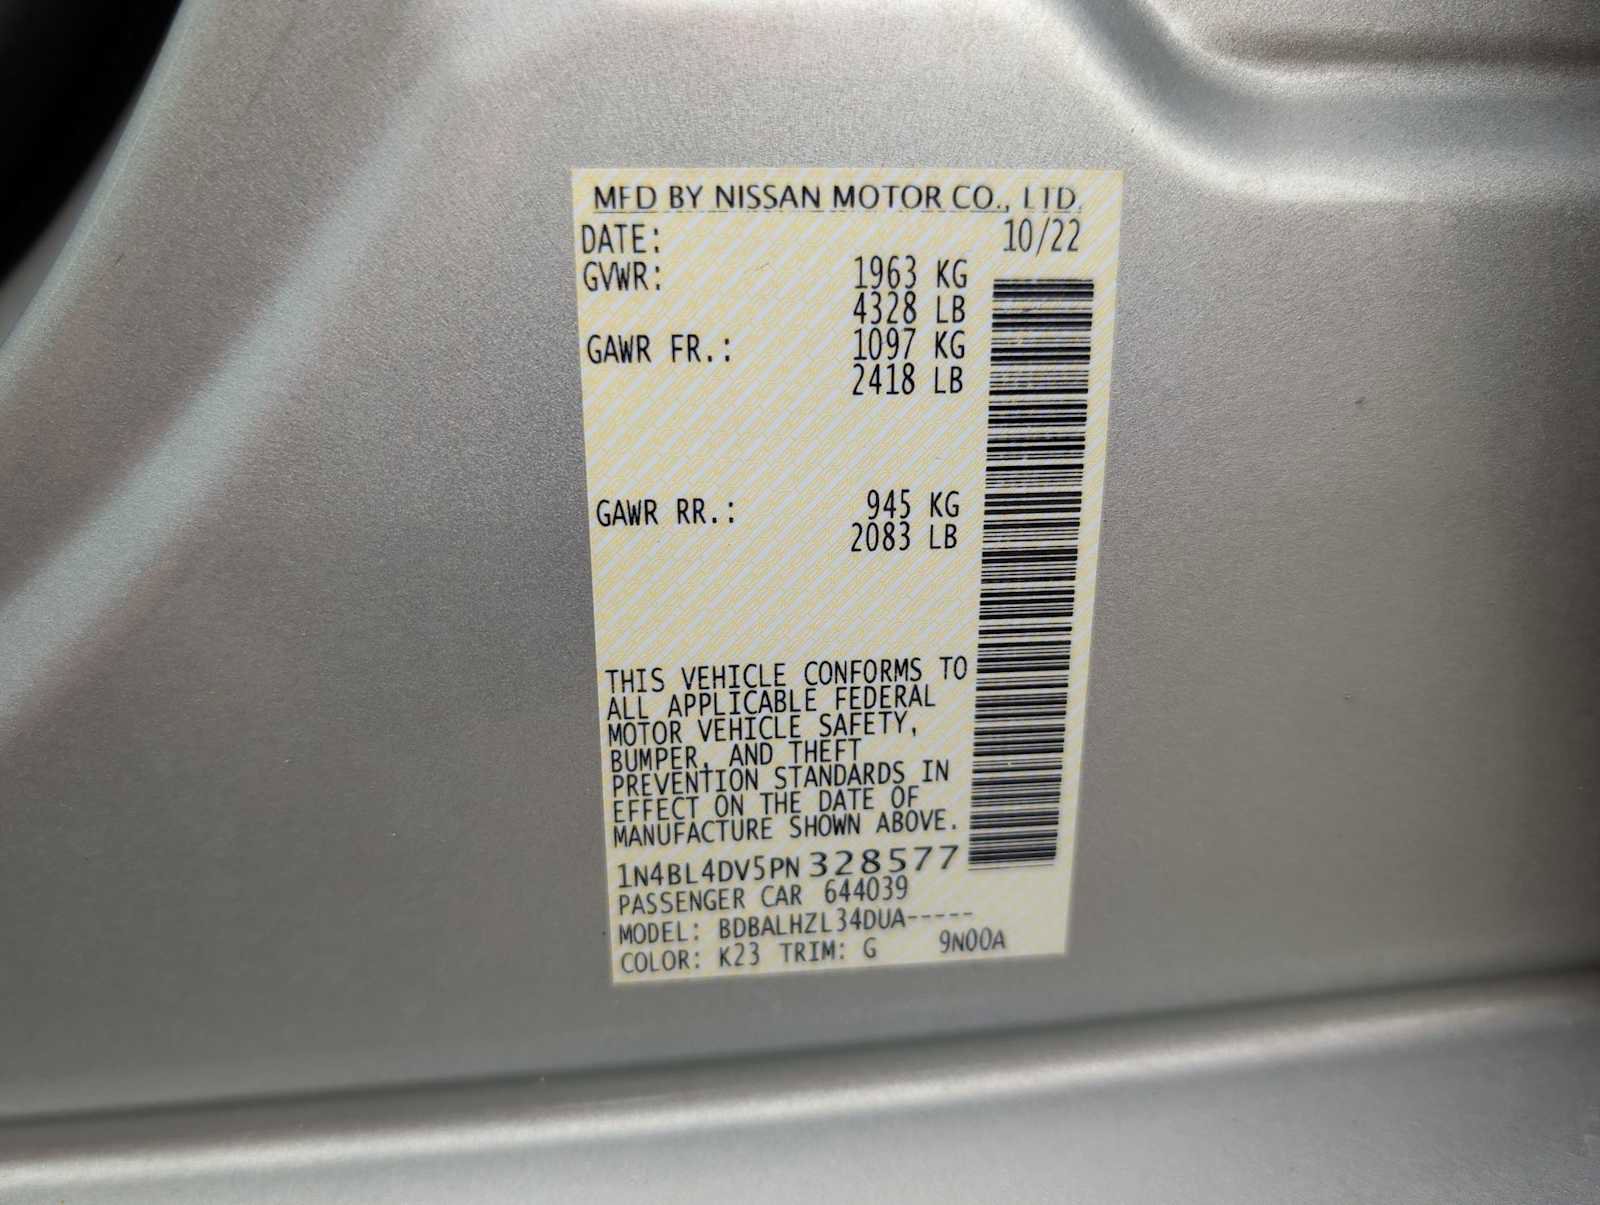 MFD BY NISSAN MOTOR CO., LTD.
DATE: 10/22
GVWR: 1963 KG
4328 LB
GAWR FR.: 1097 KG
2418 LB
GAWR RR.: 945 KG
2083 LB
THIS VEHICLE CONFORMS TO
ALL APPLICABLE FEDERAL
MOTOR VEHICLE SAFETY,
BUMPER, AND THEFT
PREVENTION STANDARDS IN
EFFECT ON THE DATE OF
MANUFACTURE SHOWN ABOVE.
1N4BL4DV5PN328577
PASSENGER CAR 644039
MODEL: BDBALHZL34DUA-----
COLOR: K23 TRIM: G 9N00A